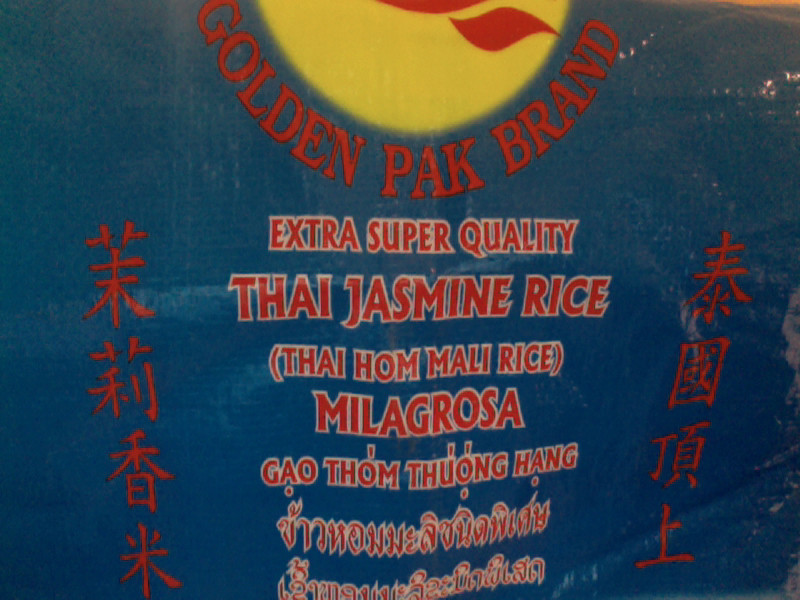 GOLDEN PAK BRAND
EXTRA SUPER QUALITY
THAI JASMINE RICE
(THAI HOM MALI RICE)
MILAGROSA
GẠO THƠM THƯỢNG HẠNG
ข้าวหอมมะลิชนิดพิเศษ
茉莉香米
泰國頂上